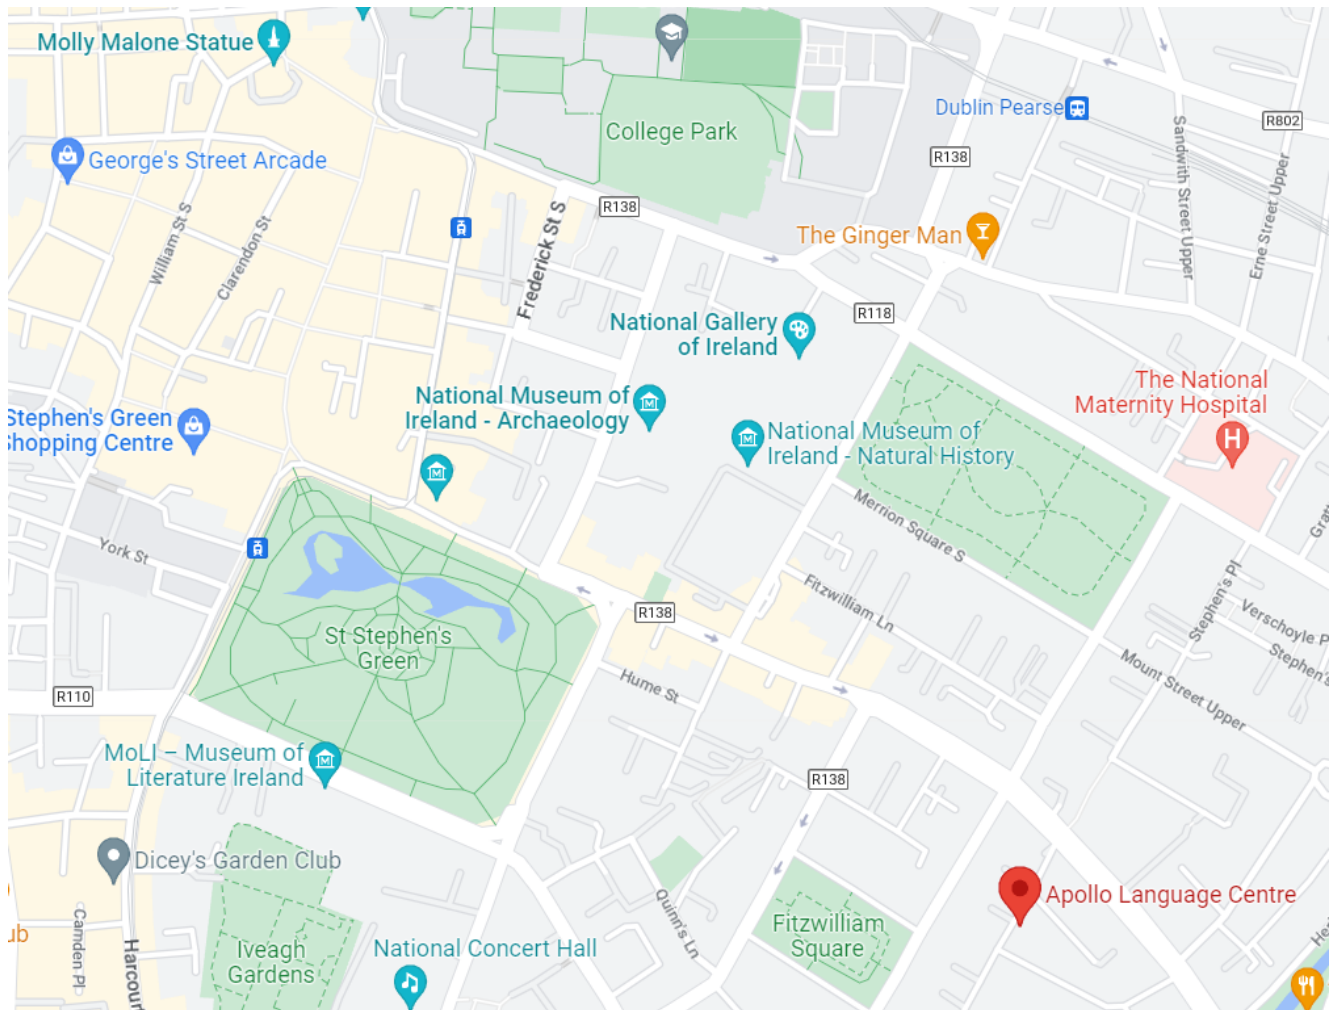 Molly Malone Statue
College Park
Dublin Pearse
R802
George's Street Arcade
R138
Sandwith Street Upper
Erne Street Upper
William St S
Clarendon St
Frederick St S
R138
The Ginger Man
National Gallery
of Ireland
R118
National Museum of
Ireland - Archaeology
The National
Maternity Hospital
Stephen's Green
Shopping Centre
National Museum of
Ireland - Natural History
Merrion Square S
York St
Fitzwilliam Ln
Stephen's Pl
Verschoyle P
Stephen's
R138
St Stephen's
Green
Hume St
Mount Street Upper
R110
MoLI – Museum of
Literature Ireland
R138
Dicey's Garden Club
Quinn's Ln
Apollo Language Centre
Camden Pl
Harcour
Iveagh
Gardens
National Concert Hall
Fitzwilliam
Square
ub